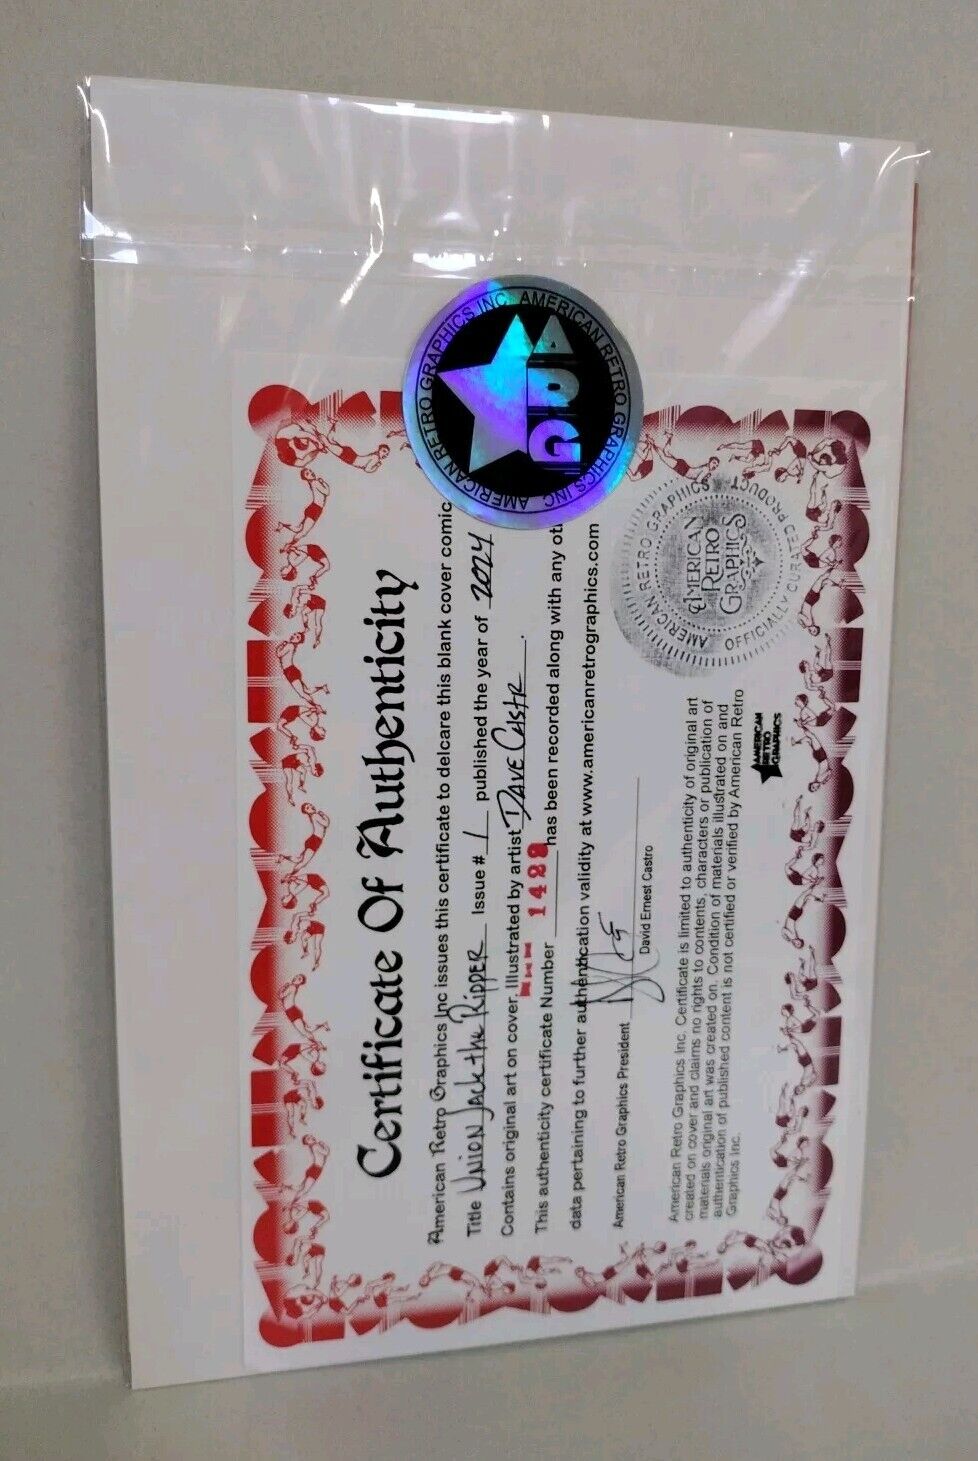 Certificate Of Authenticity
American Retro Graphics Inc issues this certificate to delcare this blank cover comic
Title Union Jack the Ripper Issue # 1 published the year of 2024
Contains original art on cover. Illustrated by artist Dave Castr.
This authenticity certificate Number 1428 has been recorded along with any oth
data pertaining to further authentication validity at www.americanretrographics.com
American Retro Graphics President
David Ernest Castro
American Retro Graphics Inc. Certificate is limited to authenticity of original art
created on cover and claims no rights to contents, characters or publication of
materials original art was created on. Condition of materials illustrated on and
authentication of published content is not certified or verified by American Retro
Graphics Inc.
AMERICAN
RETRO
GRAPHICS
AMERICAN RETRO GRAPHICS INC. AMERICAN RETRO GRAPHICS INC.
ARG
AMERICAN RETRO GRAPHICS
OFFICIALLY CURATED PRODUCT
AMERICAN
RETRO
GRAPHICS